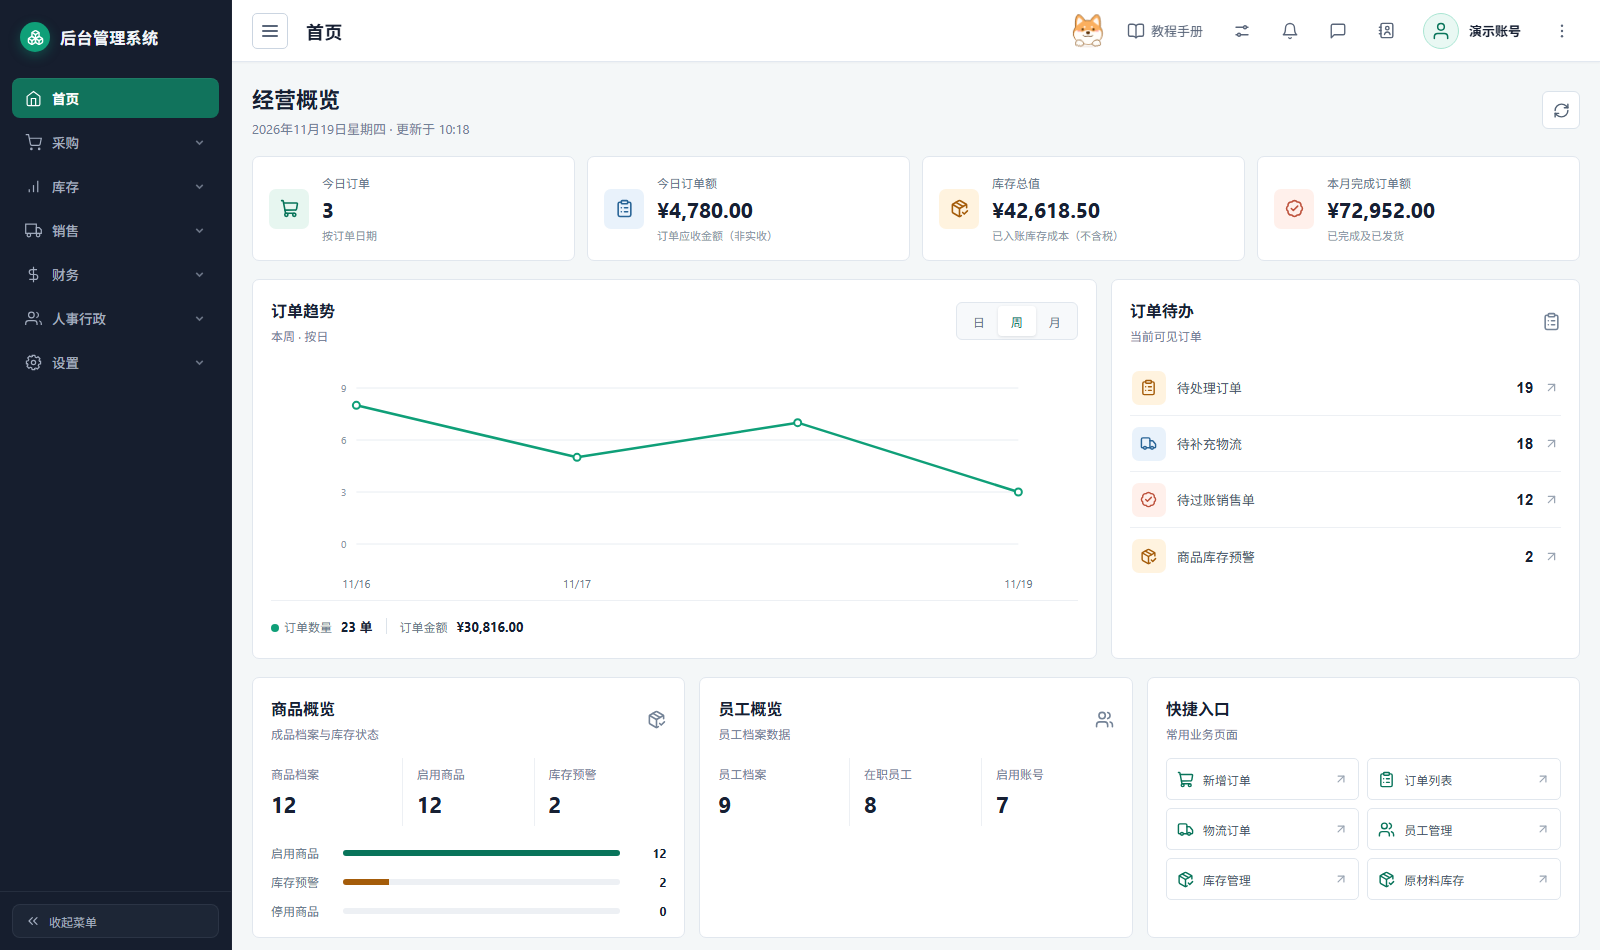 后台管理系统
首页
采购
库存
销售
财务
人事行政
设置
收起菜单
首页
教程手册
演示账号
经营概览
2026年11月19日星期四 · 更新于 10:18
今日订单
3
按订单日期
今日订单额
¥4,780.00
订单应收金额（非实收）
库存总值
¥42,618.50
已入账库存成本（不含税）
本月完成订单额
¥72,952.00
已完成及已发货
订单趋势
本周 · 按日
日 周 月
9
6
3
0
11/16 11/17 11/19
订单数量 23 单 订单金额 ¥30,816.00
订单待办
当前可见订单
待处理订单 19
待补充物流 18
待过账销售单 12
商品库存预警 2
商品概览
成品档案与库存状态
商品档案 启用商品 库存预警
12 12 2
启用商品 12
库存预警 2
停用商品 0
员工概览
员工档案数据
员工档案 在职员工 启用账号
9 8 7
快捷入口
常用业务页面
新增订单 订单列表
物流订单 员工管理
库存管理 原材料库存